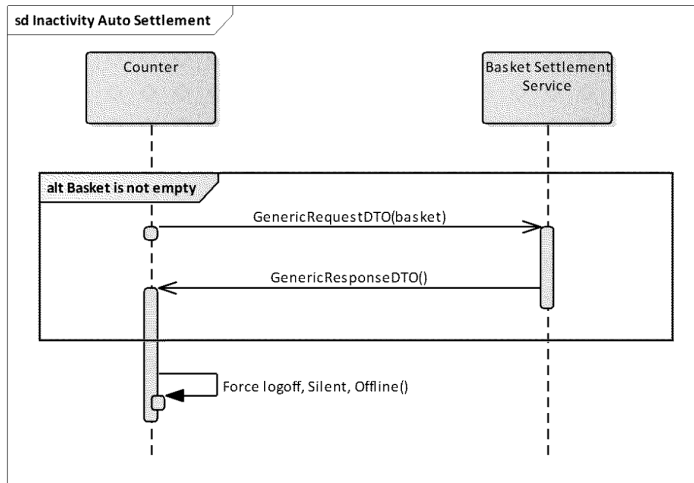 sd Inactivity Auto Settlement
Counter
Basket Settlement
Service
alt Basket is not empty
GenericRequestDTO(basket)
GenericResponseDTO()
Force logoff, Silent, Offline()